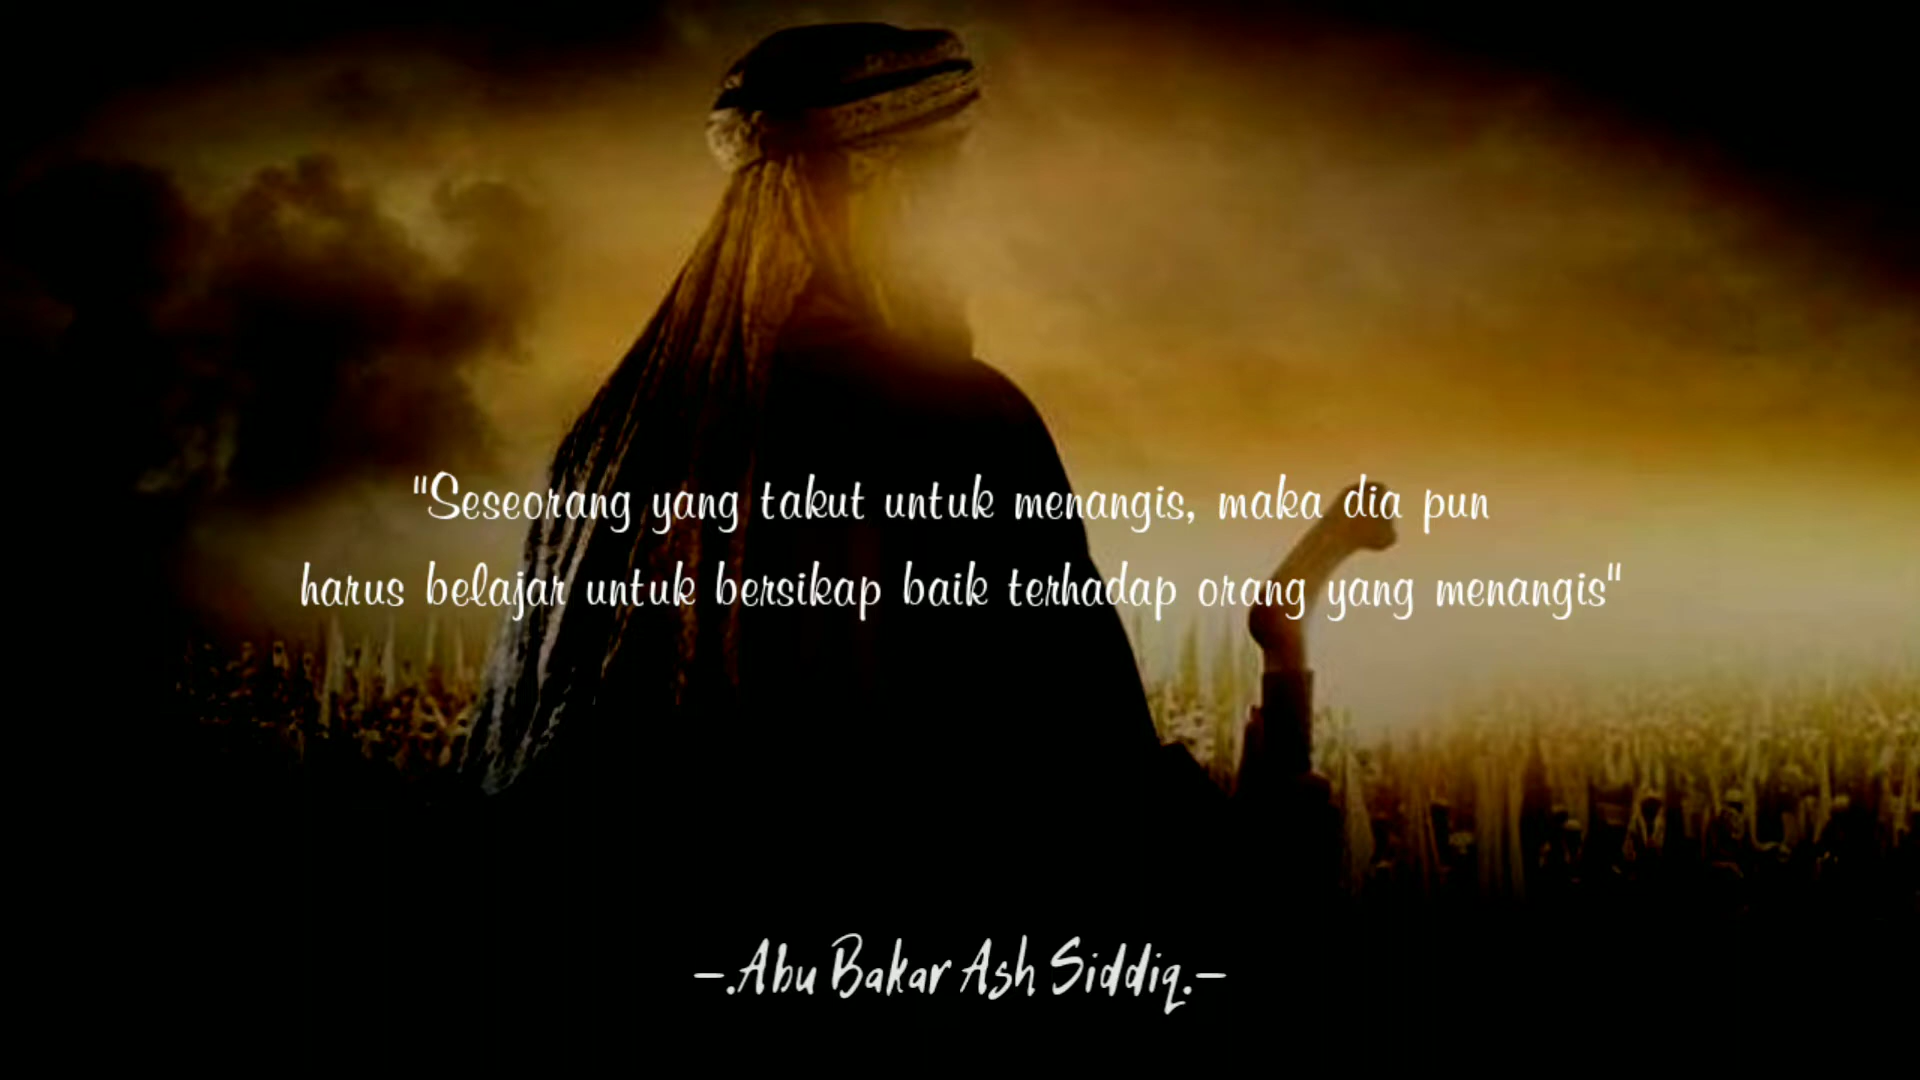 "Seseorang yang takut untuk menangis, maka dia pun
harus belajar untuk bersikap baik terhadap orang yang menangis"
-.Abu Bakar Ash Siddiq.-